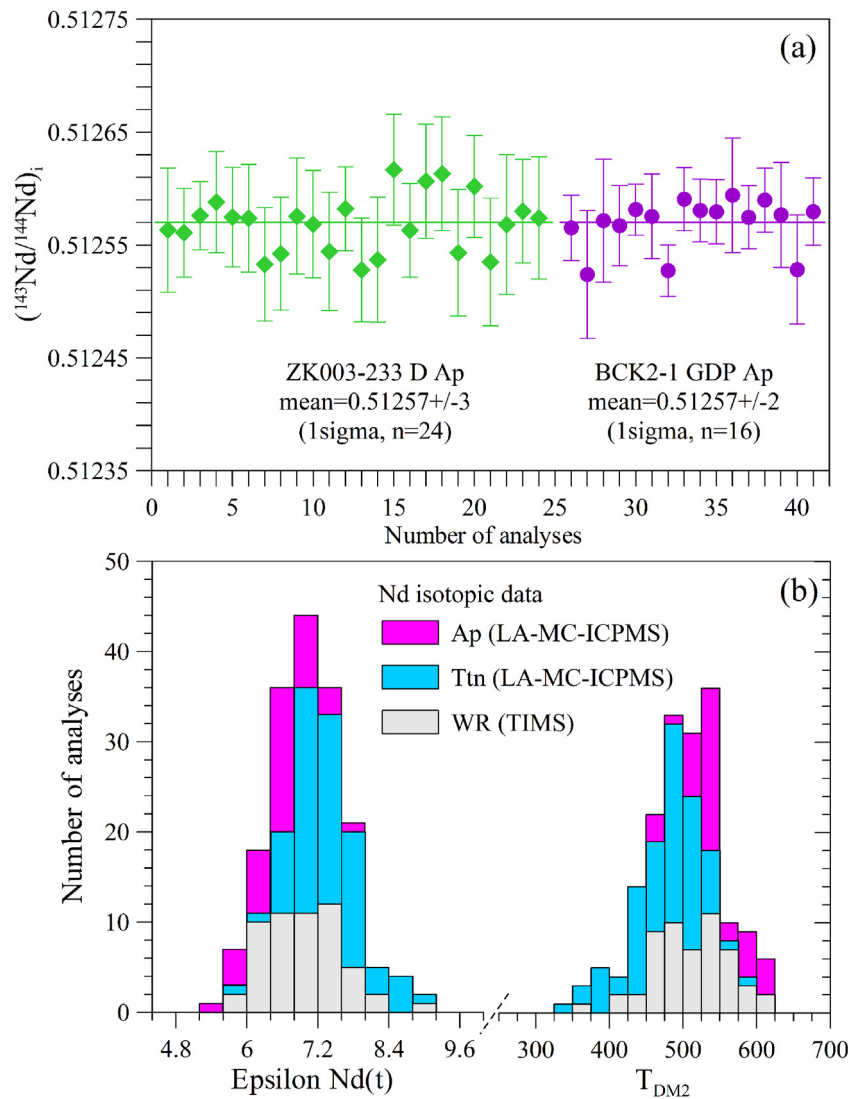 (a)
0.51275
0.51265
0.51255
0.51245
0.51235
(¹⁴³Nd/¹⁴⁴Nd)ᵢ
ZK003-233 D Ap
mean=0.51257+/-3
(1sigma, n=24)
BCK2-1 GDP Ap
mean=0.51257+/-2
(1sigma, n=16)
0 5 10 15 20 25 30 35 40
Number of analyses
(b)
50
40
30
20
10
0
Number of analyses
Nd isotopic data
Ap (LA-MC-ICPMS)
Ttn (LA-MC-ICPMS)
WR (TIMS)
4.8 6 7.2 8.4 9.6 300 400 500 600 700
Epsilon Nd(t) T_DM2